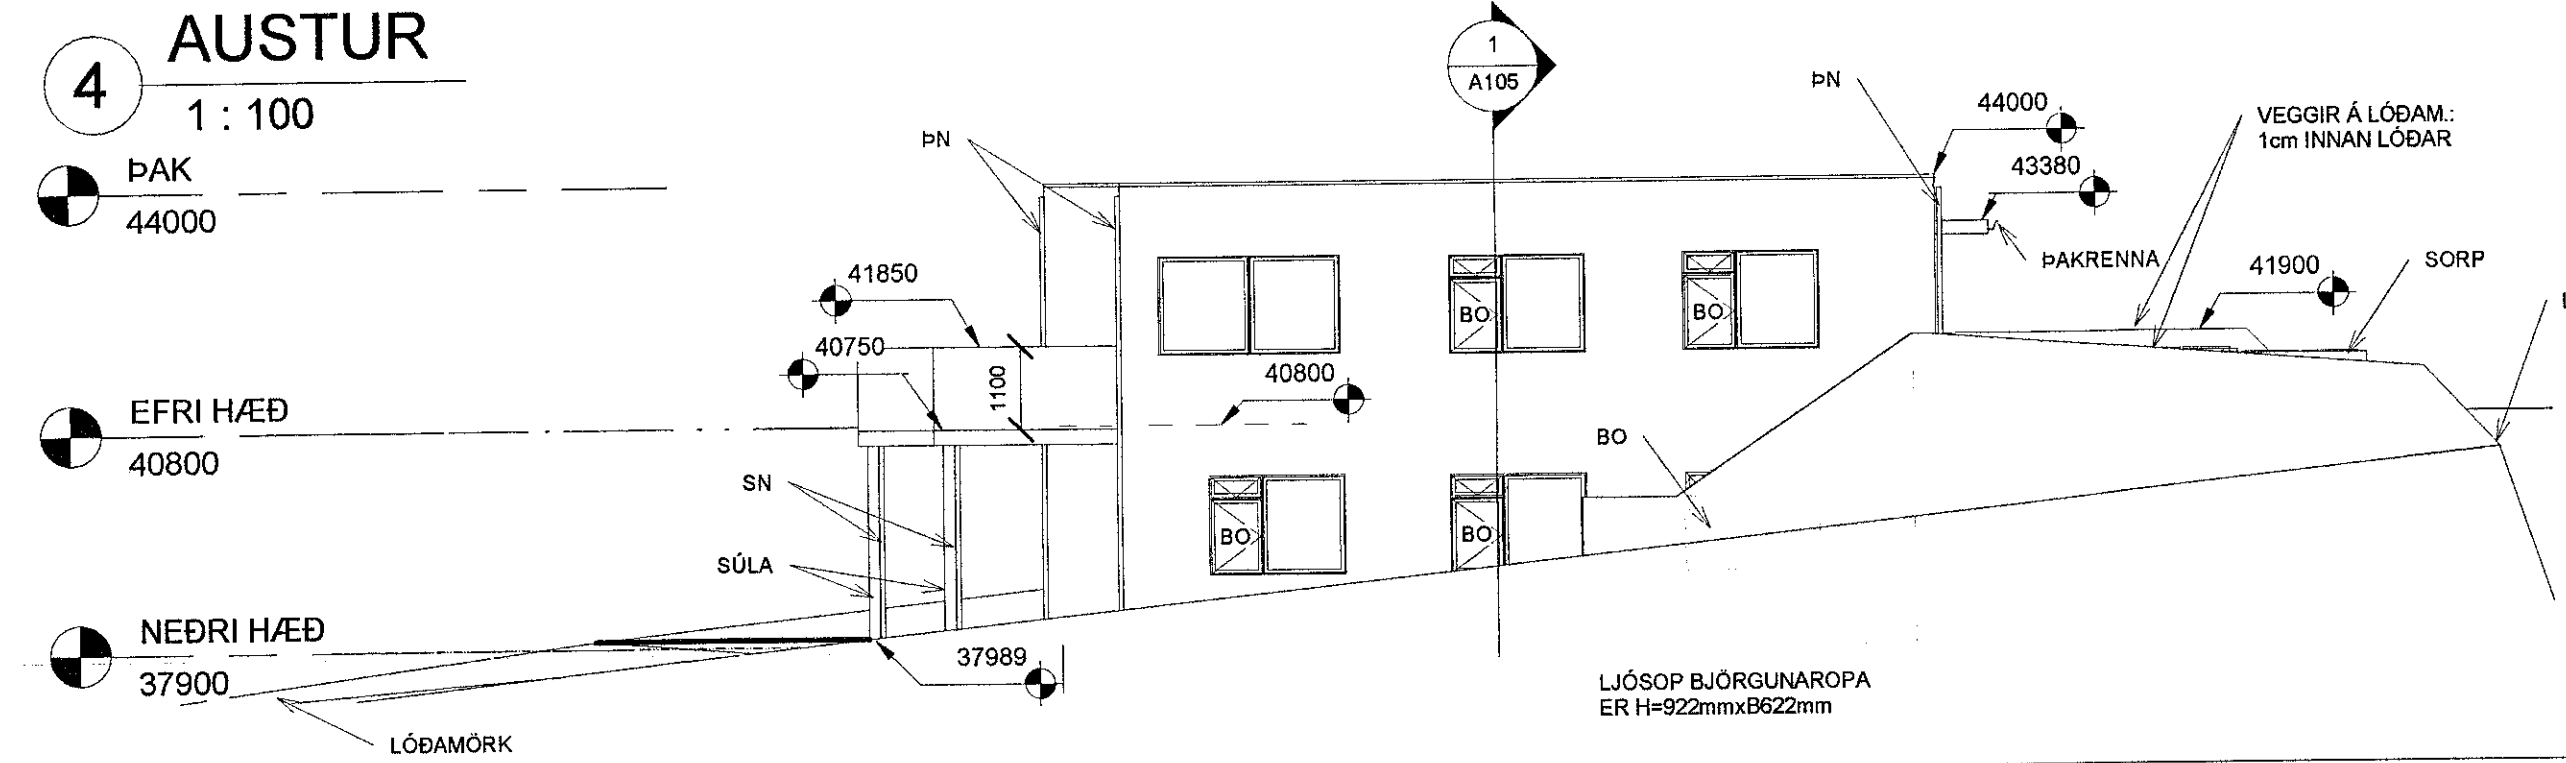 4
AUSTUR
1 : 100
ÞAK
44000
EFRI HÆÐ
40800
NEÐRI HÆÐ
37900
LÓÐAMÖRK
ÞN
41850
40750
1100
SN
SÚLA
37989
1
A105
BO
BO
40800
BO
BO
BO
LJÓSOP BJÖRGUNAROPA
ER H=922mmxB622mm
ÞN
44000
43380
ÞAKRENNA
VEGGIR Á LÓÐAM.:
1cm INNAN LÓÐAR
41900
SORP